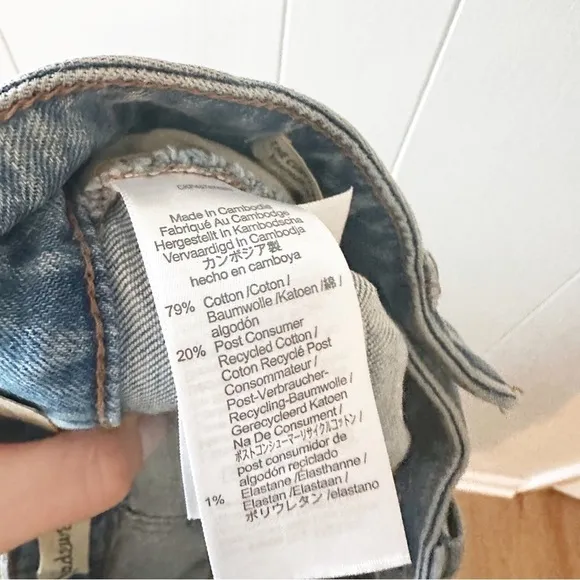 Made In Cambodia
Fabriqué Au Cambodge
Hergestellt In Kambodscha
Vervaardigd In Cambodja
カンボジア製
hecho en camboya
79% Cotton /Coton /
Baumwolle /Katoen /綿 /
algodón
20% Post Consumer
Recycled Cotton /
Coton Recyclé Post
Consommateur /
Post-Verbraucher-
Recycling-Baumwolle /
Gerecycleerd Katoen
Na De Consument /
ポストコンシューマーリサイクルコットン /
post consumidor de
algodón reciclado
1% Elastane /Élasthanne /
Elastan /Elastaan /
ポリウレタン /elastano